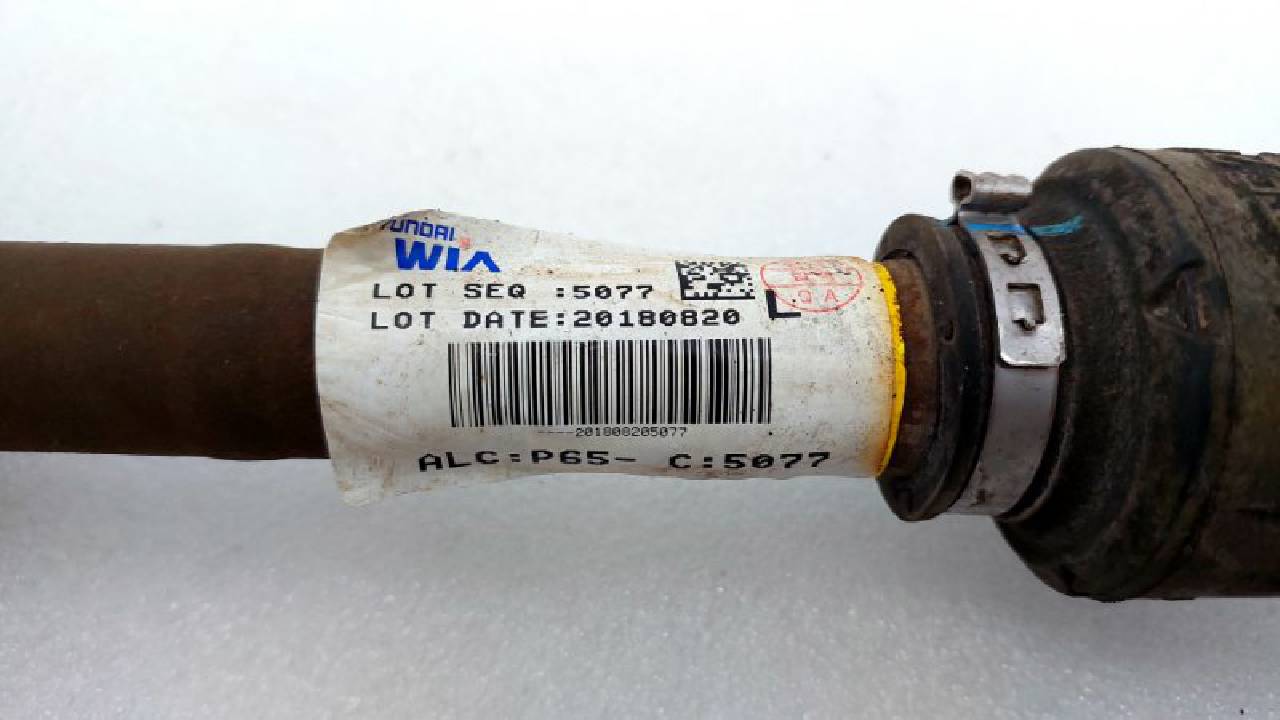 YUNDAI
WIA
LOT SEQ :5077
LOT DATE:20180820
L
Q A
----201808205077
ALC:P65- C:5077